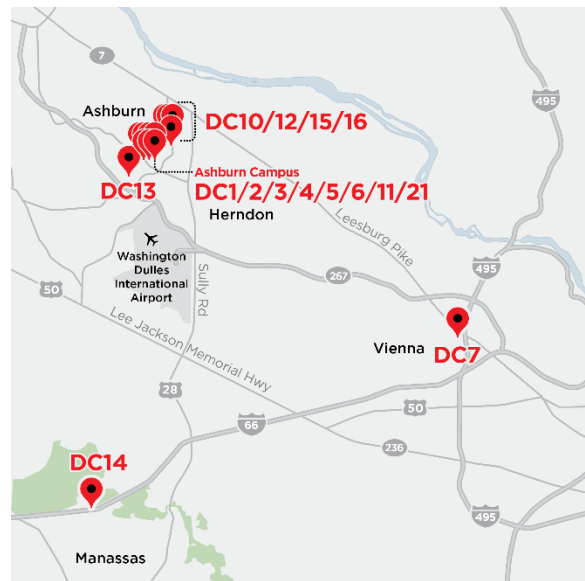 7
495
Ashburn
DC10/12/15/16
Ashburn Campus
DC13
DC1/2/3/4/5/6/11/21
Herndon
Leesburg Pike
Washington
Dulles
International
Airport
Sully Rd
267
495
50
Lee Jackson Memorial Hwy
Vienna
DC7
28
50
66
236
DC14
495
Manassas